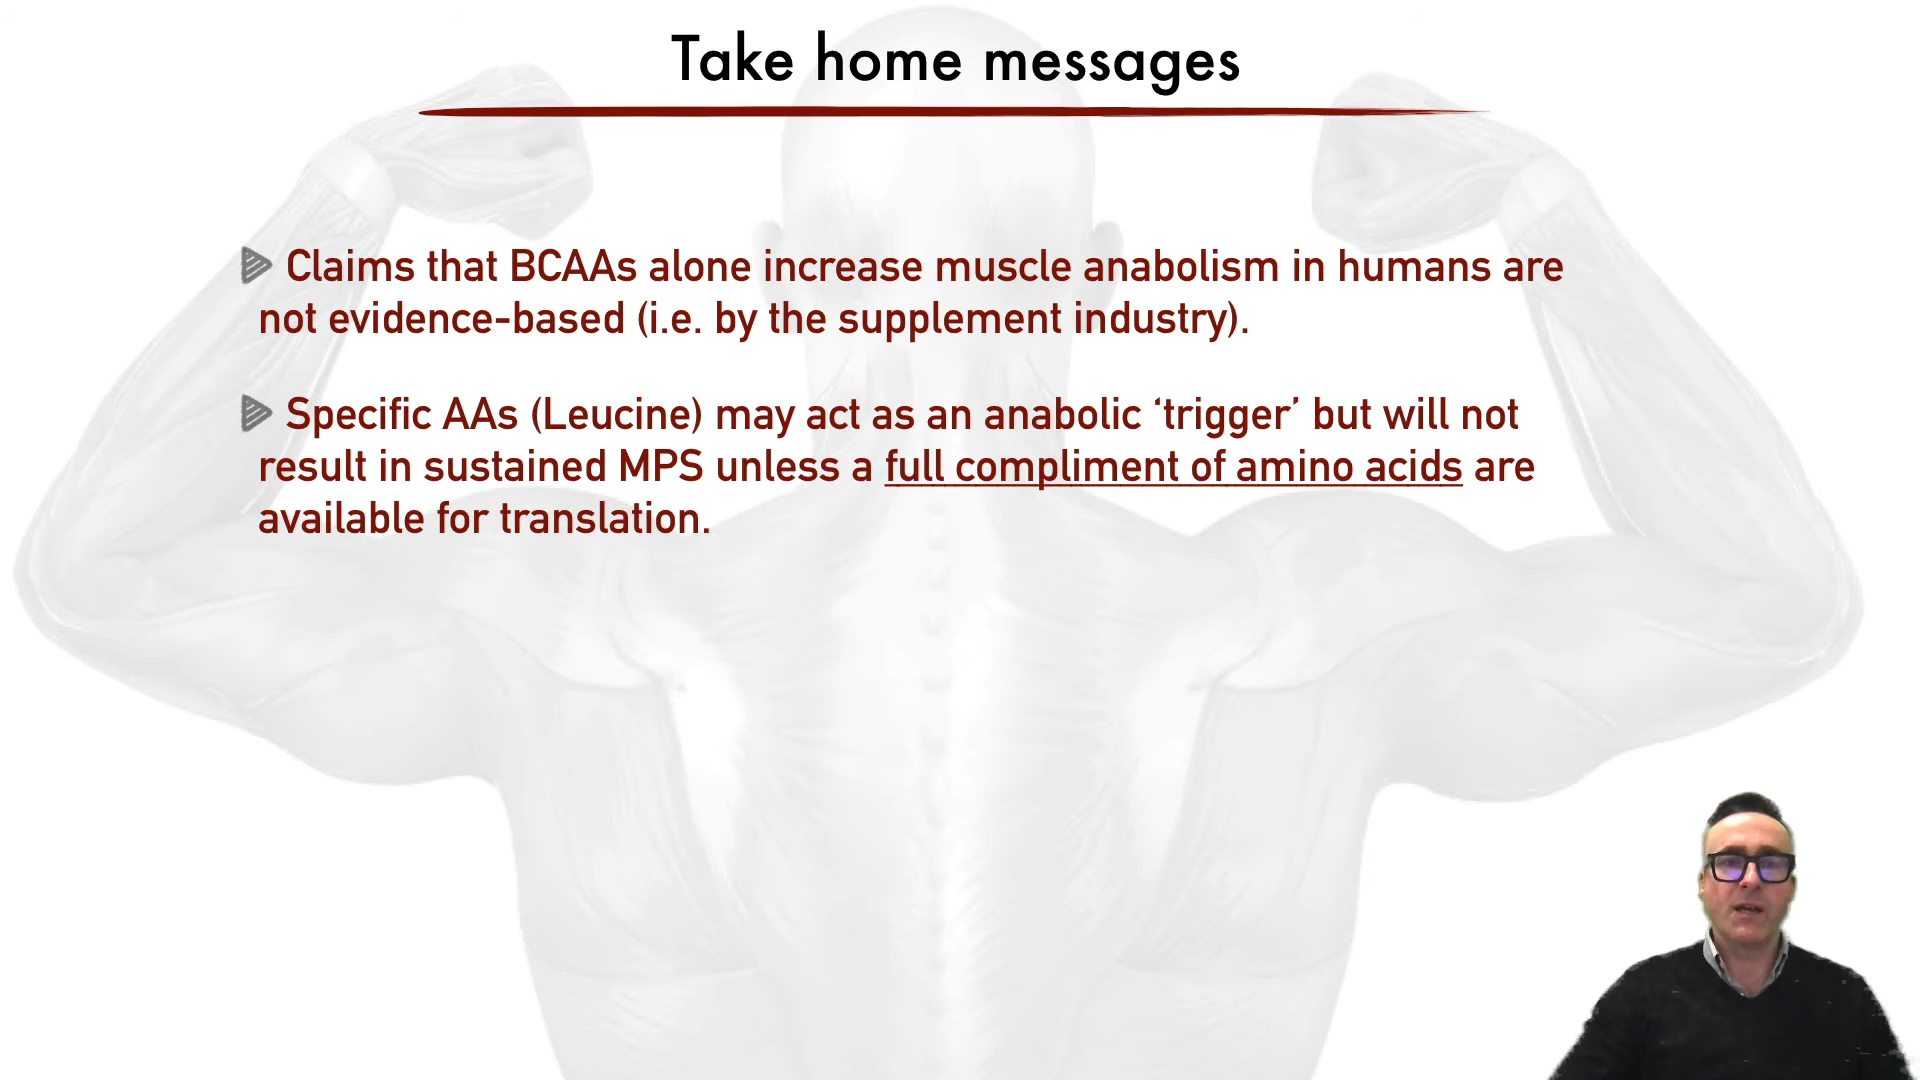 Take home messages
Claims that BCAAs alone increase muscle anabolism in humans are
not evidence-based (i.e. by the supplement industry).
Specific AAs (Leucine) may act as an anabolic ‘trigger’ but will not
result in sustained MPS unless a full compliment of amino acids are
available for translation.